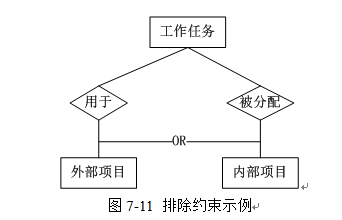 工作任务
用于
被分配
OR
外部项目
内部项目
图 7-11 排除约束示例